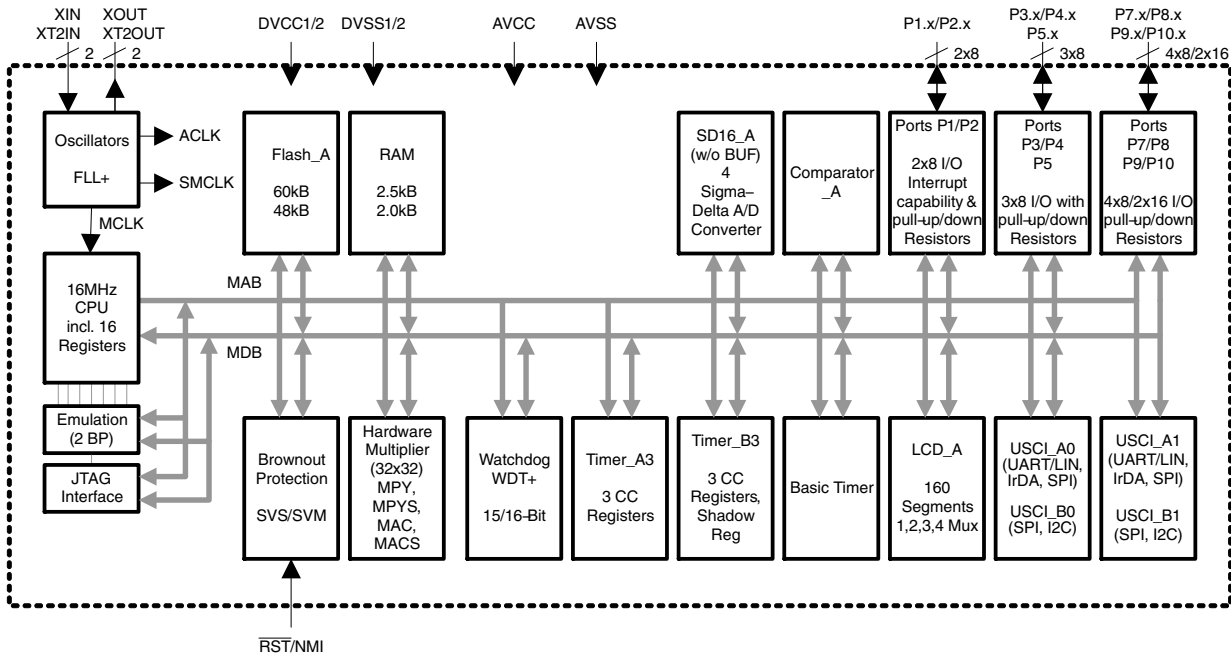 XIN
XT2IN
2
XOUT
XT2OUT
2
DVCC1/2
DVSS1/2
AVCC
AVSS
P1.x/P2.x
2x8
P3.x/P4.x
P5.x
3x8
P7.x/P8.x
P9.x/P10.x
4x8/2x16
Oscillators
FLL+
ACLK
SMCLK
MCLK
Flash_A
60kB
48kB
RAM
2.5kB
2.0kB
SD16_A
(w/o BUF)
4
Sigma–
Delta A/D
Converter
Comparator
_A
Ports P1/P2
2x8 I/O
Interrupt
capability &
pull–up/down
Resistors
Ports
P3/P4
P5
3x8 I/O with
pull–up/down
Resistors
Ports
P7/P8
P9/P10
4x8/2x16 I/O
pull–up/down
Resistors
16MHz
CPU
incl. 16
Registers
MAB
MDB
Emulation
(2 BP)
JTAG
Interface
Brownout
Protection
SVS/SVM
Hardware
Multiplier
(32x32)
MPY,
MPYS,
MAC,
MACS
Watchdog
WDT+
15/16–Bit
Timer_A3
3 CC
Registers
Timer_B3
3 CC
Registers,
Shadow
Reg
Basic Timer
LCD_A
160
Segments
1,2,3,4 Mux
USCI_A0
(UART/LIN,
IrDA, SPI)
USCI_B0
(SPI, I2C)
USCI_A1
(UART/LIN,
IrDA, SPI)
USCI_B1
(SPI, I2C)
RST/NMI